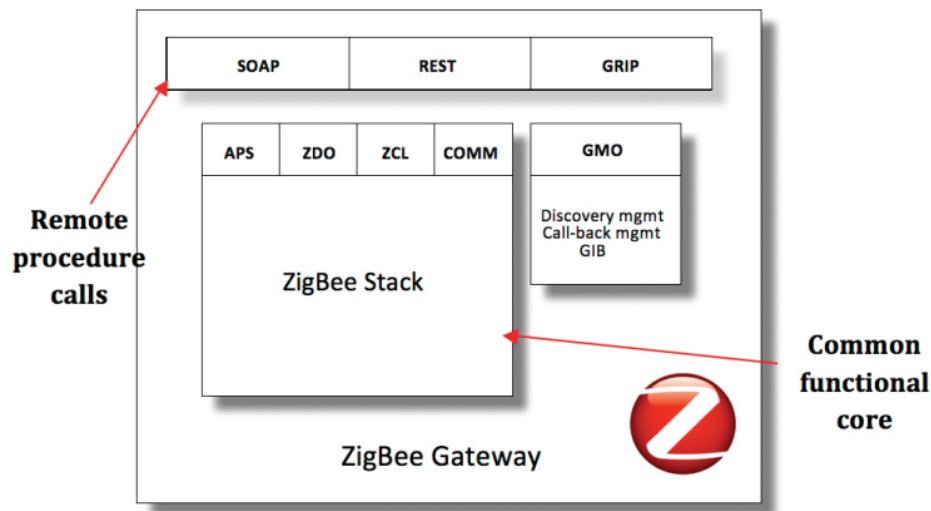 SOAP REST GRIP
APS ZDO ZCL COMM
GMO
Discovery mgmt
Call-back mgmt
GIB
ZigBee Stack
Remote
procedure
calls
Common
functional
core
ZigBee Gateway